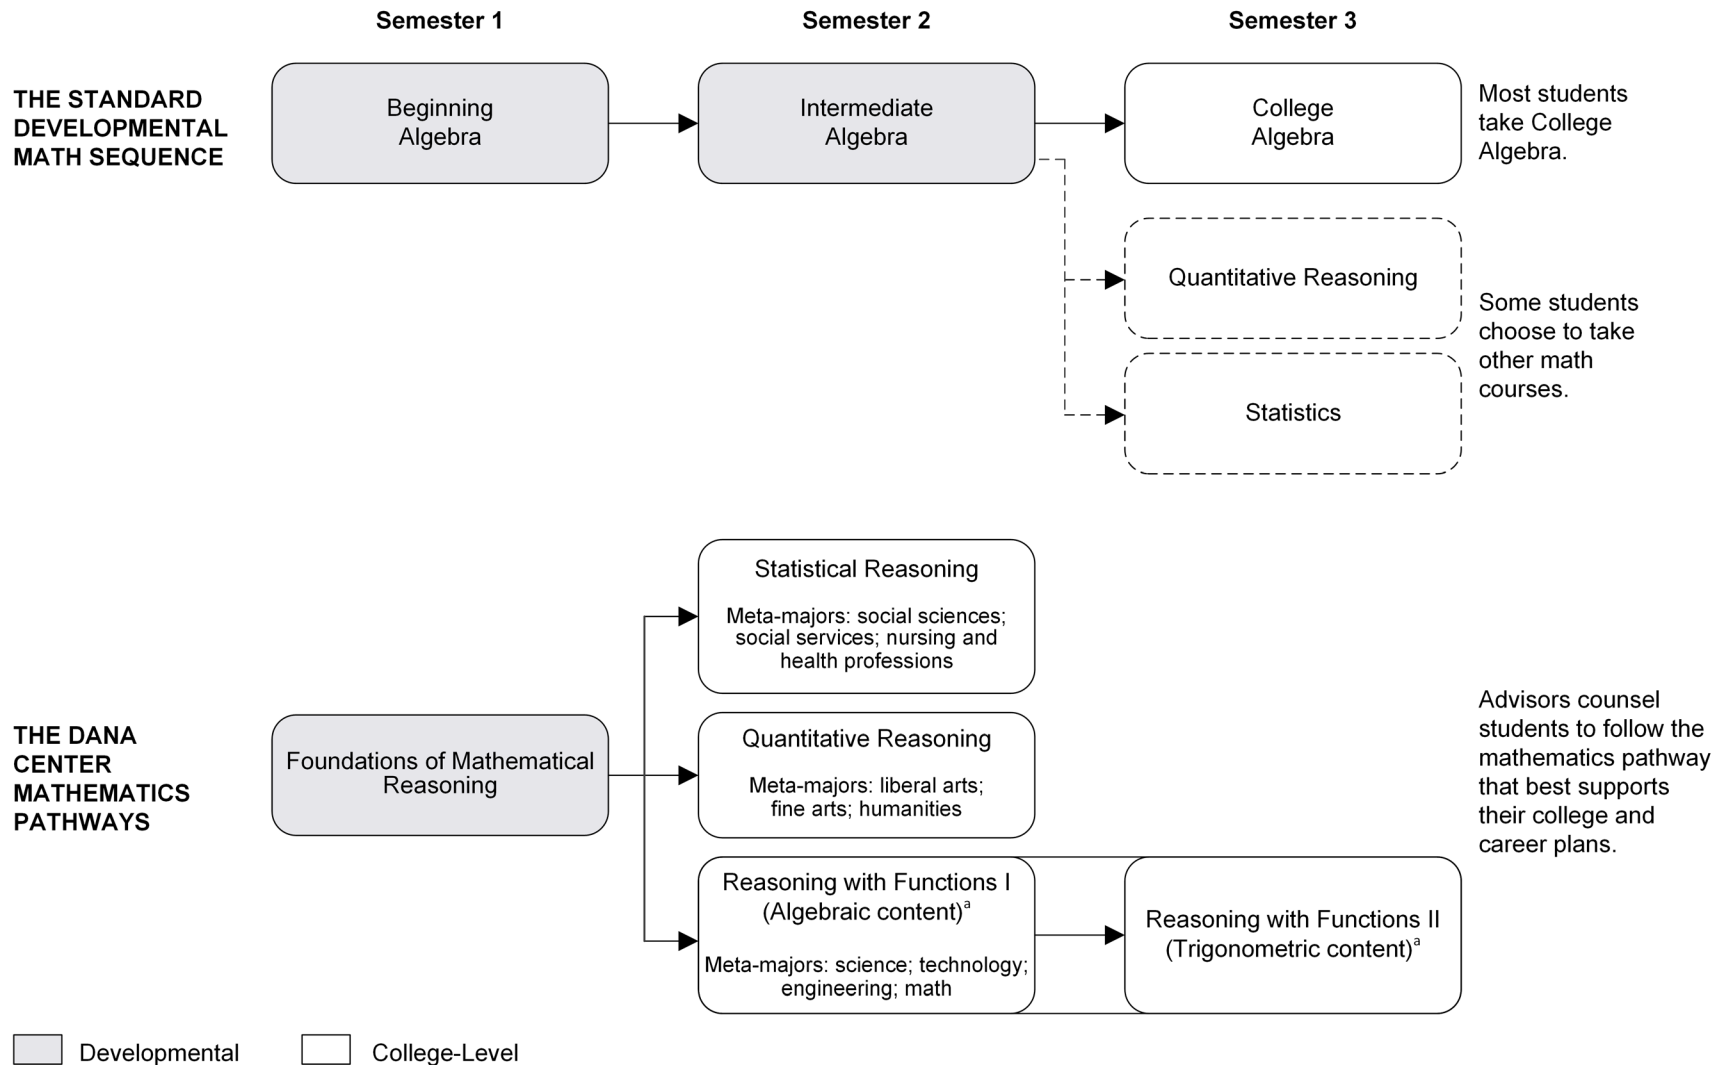 Semester 1
Semester 2
Semester 3
THE STANDARD
DEVELOPMENTAL
MATH SEQUENCE
Beginning
Algebra
Intermediate
Algebra
College
Algebra
Most students
take College
Algebra.
Quantitative Reasoning
Statistics
Some students
choose to take
other math
courses.
THE DANA
CENTER
MATHEMATICS
PATHWAYS
Foundations of Mathematical
Reasoning
Statistical Reasoning
Meta-majors: social sciences;
social services; nursing and
health professions
Quantitative Reasoning
Meta-majors: liberal arts;
fine arts; humanities
Reasoning with Functions I
(Algebraic content)ᵃ
Meta-majors: science; technology;
engineering; math
Reasoning with Functions II
(Trigonometric content)ᵃ
Advisors counsel
students to follow the
mathematics pathway
that best supports
their college and
career plans.
Developmental
College-Level